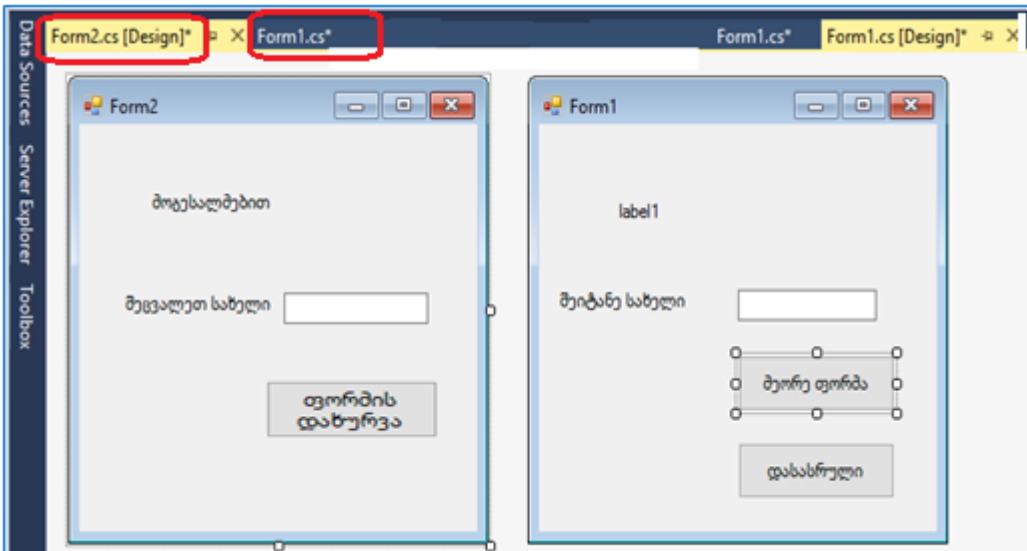 Form2.cs [Design]*
Form1.cs*
Form1.cs*
Form1.cs [Design]*
Data Sources
Server Explorer
Toolbox
Form2
მოგესალმებით
შეცვალეთ სახელი
ფორმის
დახურვა
Form1
label1
შეიტანე სახელი
მეორე ფორმა
დასასრული